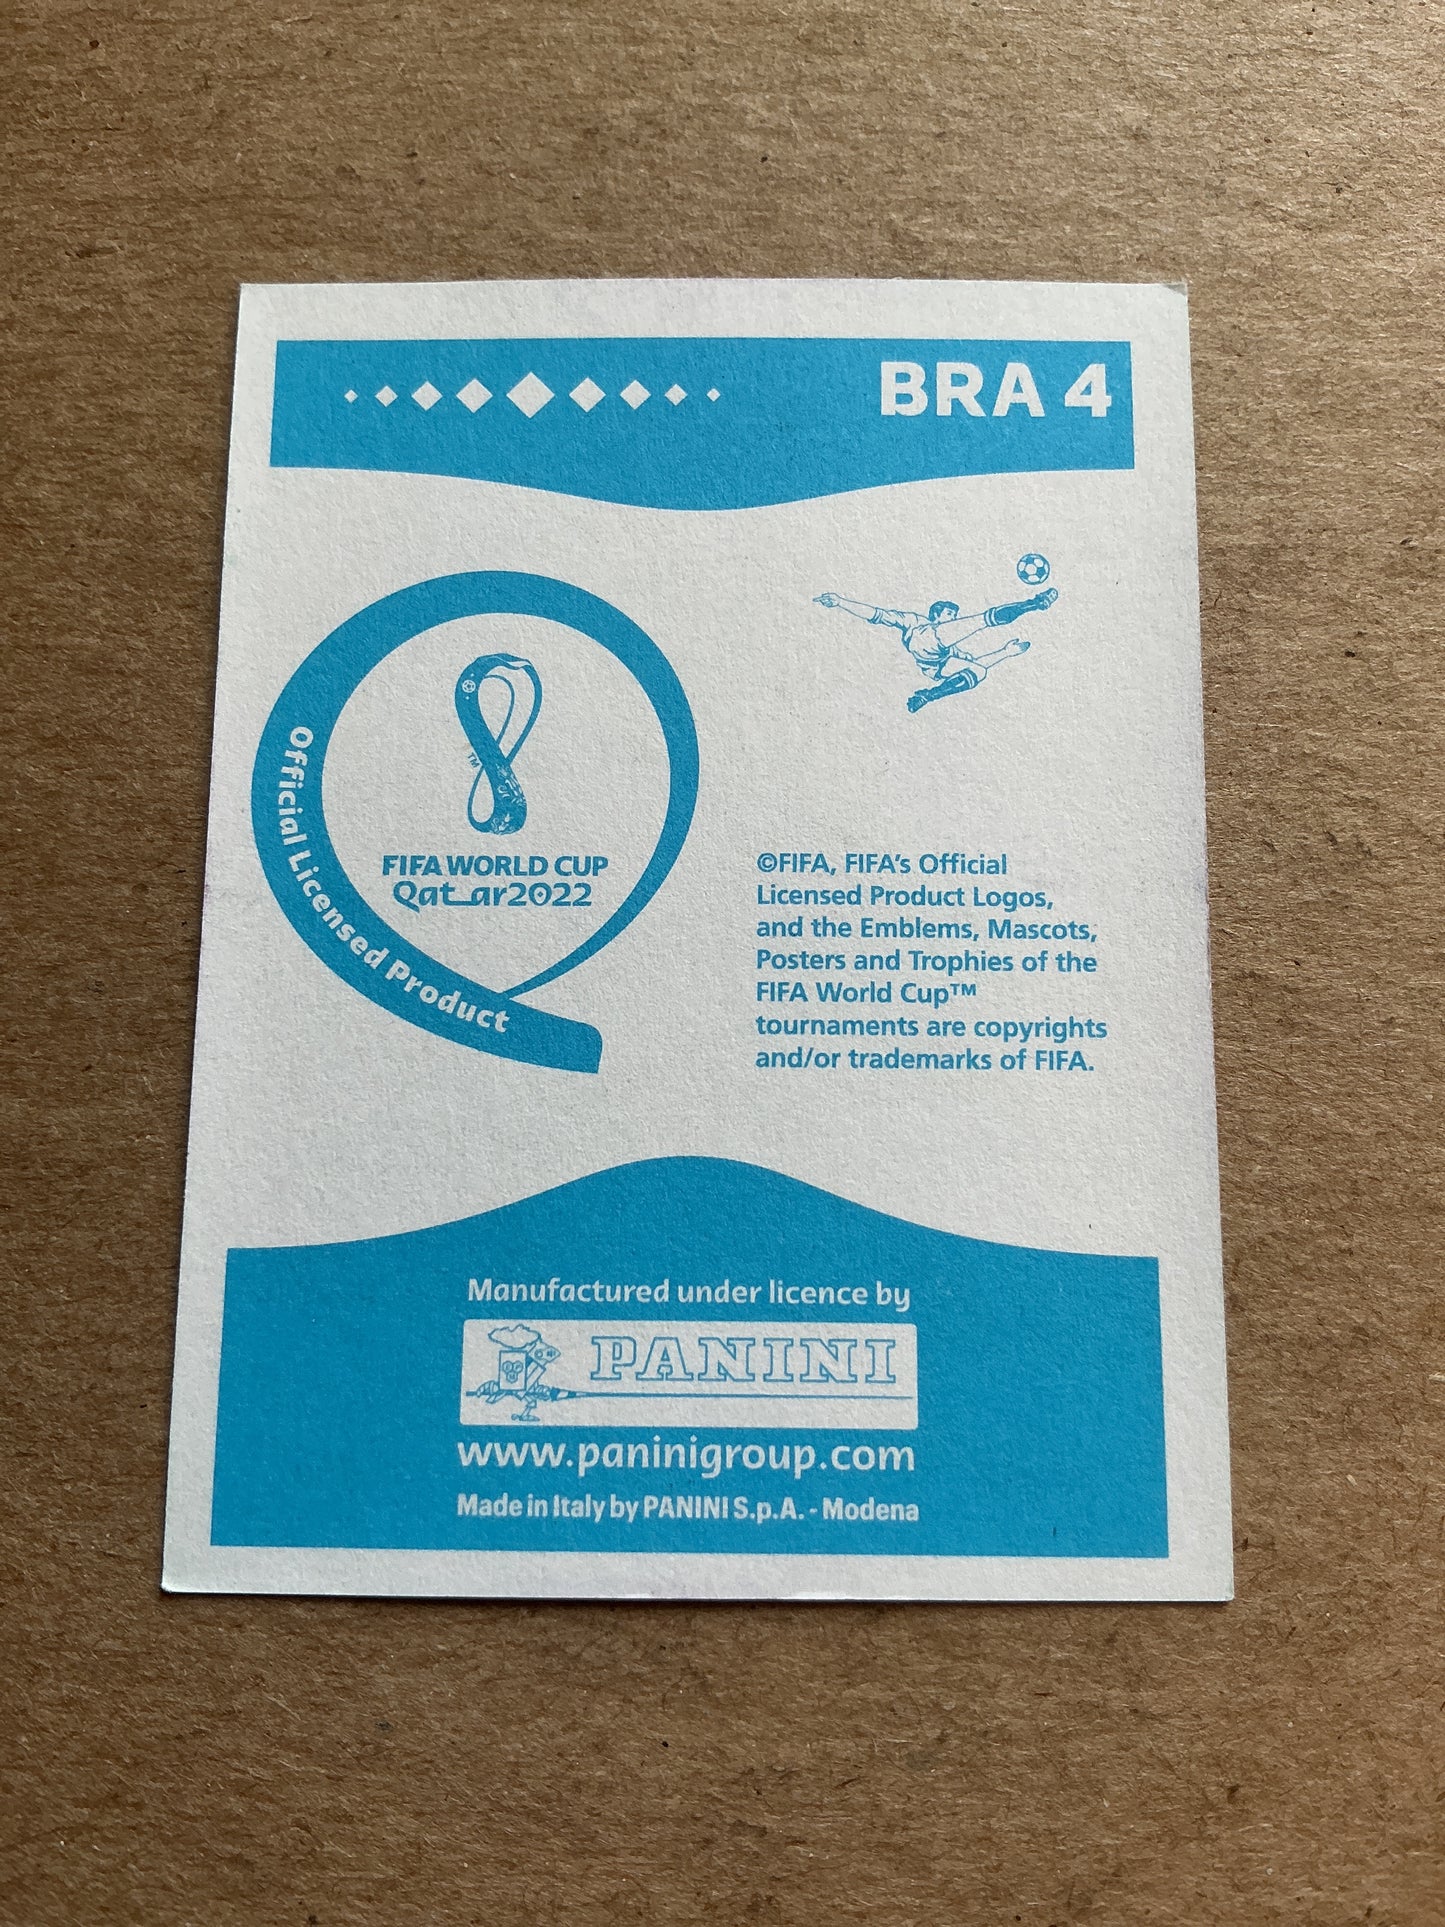 BRA 4
Official Licensed Product
TM
FIFA WORLD CUP
Qatar2022
©FIFA, FIFA's Official
Licensed Product Logos,
and the Emblems, Mascots,
Posters and Trophies of the
FIFA World Cup™
tournaments are copyrights
and/or trademarks of FIFA.
Manufactured under licence by
PANINI
www.paninigroup.com
Made in Italy by PANINI S.p.A. - Modena